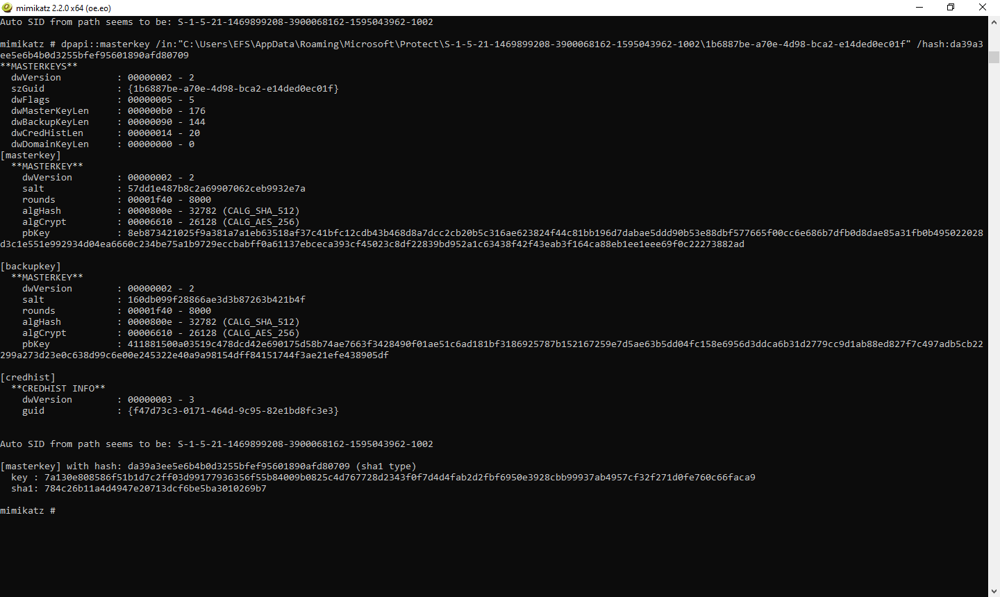 mimikatz 2.2.0 x64 (oe.eo)
Auto SID from path seems to be: S-1-5-21-1469899208-3900068162-1595043962-1002
mimikatz # dpapi::masterkey /in:"C:\Users\EFS\AppData\Roaming\Microsoft\Protect\S-1-5-21-1469899208-3900068162-1595043962-1002\1b6887be-a70e-4d98-bca2-e14ded0ec01f" /hash:da39a3
ee5e6b4b0d3255bfef95601890afd80709
**MASTERKEYS**
dwVersion : 00000002 - 2
szGuid : {1b6887be-a70e-4d98-bca2-e14ded0ec01f}
dwFlags : 00000005 - 5
dwMasterKeyLen : 000000b0 - 176
dwBackupKeyLen : 00000090 - 144
dwCredHistLen : 00000014 - 20
dwDomainKeyLen : 00000000 - 0
[masterkey]
**MASTERKEY**
dwVersion : 00000002 - 2
salt : 57dd1e487b8c2a69907062ceb9932e7a
rounds : 00001f40 - 8000
algHash : 0000800e - 32782 (CALG_SHA_512)
algCrypt : 00006610 - 26128 (CALG_AES_256)
pbKey : 8eb873421025f9a381a7a1eb63518af37c41bfc12cdb43b468d8a7dcc2cb20b5c316ae623824f44c81bb196d7dabae5ddd90b53e88dbf577665f00cc6e686b7dfb0d8dae85a31fb0b495022028
d3c1e551e992934d04ea6660c234be75a1b9729eccbabff0a61137ebceca393cf45023c8df22839bd952a1c63438f42f43eab3f164ca88eb1ee1eee69f0c22273882ad
[backupkey]
**MASTERKEY**
dwVersion : 00000002 - 2
salt : 160db099f28866ae3d3b87263b421b4f
rounds : 00001f40 - 8000
algHash : 0000800e - 32782 (CALG_SHA_512)
algCrypt : 00006610 - 26128 (CALG_AES_256)
pbKey : 411881500a03519c478dcd42e690175d58b74ae7663f3428490f01ae51c6ad181bf3186925787b152167259e7d5ae63b5dd04fc158e6956d3ddca6b31d2779cc9d1ab88ed827f7c497adb5cb22
299a273d23e0c638d99c6e00e245322e40a9a98154dff84151744f3ae21efe438905df
[credhist]
**CREDHIST INFO**
dwVersion : 00000003 - 3
guid : {f47d73c3-0171-464d-9c95-82e1bd8fc3e3}
Auto SID from path seems to be: S-1-5-21-1469899208-3900068162-1595043962-1002
[masterkey] with hash: da39a3ee5e6b4b0d3255bfef95601890afd80709 (sha1 type)
key : 7a130e808586f51b1d7c2ff03d99177936356f55b84009b0825c4d767728d2343f0f7d4d4fab2d2fbf6950e3928cbb99937ab4957cf32f271d0fe760c66faca9
sha1: 784c26b11a4d4947e20713dcf6be5ba3010269b7
mimikatz #